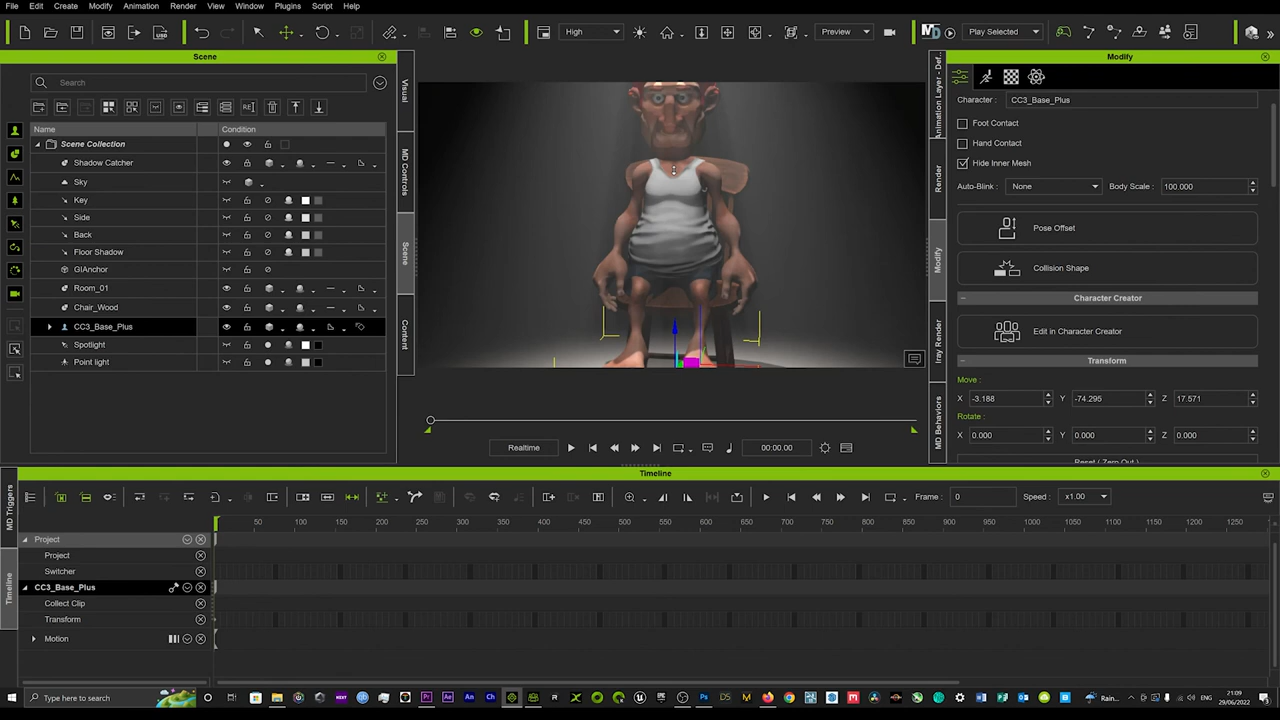 File Edit Create Modify Animation Render View Window Plugins Script Help
High Preview Play Selected
Scene
Search
Name Condition
Scene Collection
Shadow Catcher
Sky
Key
Side
Back
Floor Shadow
GIAnchor
Room_01
Chair_Wood
CC3_Base_Plus
Spotlight
Point light
Visual
MD Controls
Scene
Content
Animation Layer - Def..
Render
Modify
Iray Render
MD Behaviors
Modify
Character: CC3_Base_Plus
Foot Contact
Hand Contact
Hide Inner Mesh
Auto-Blink : None Body Scale : 100.000
Pose Offset
Collision Shape
Character Creator
Edit in Character Creator
Transform
Move :
X -3.188 Y -74.295 Z 17.571
Rotate :
X 0.000 Y 0.000 Z 0.000
Reset ( Zero Out )
Realtime 00:00.00
Timeline
MD Triggers
Timeline
Frame : 0 Speed : x1.00
50 100 150 200 250 300 350 400 450 500 550 600 650 700 750 800 850 900 950 1000 1050 1100 1150 1200 1250
Project
Project
Switcher
CC3_Base_Plus
Collect Clip
Transform
Motion
Type here to search
Rain...
ENG
21:09
29/06/2022